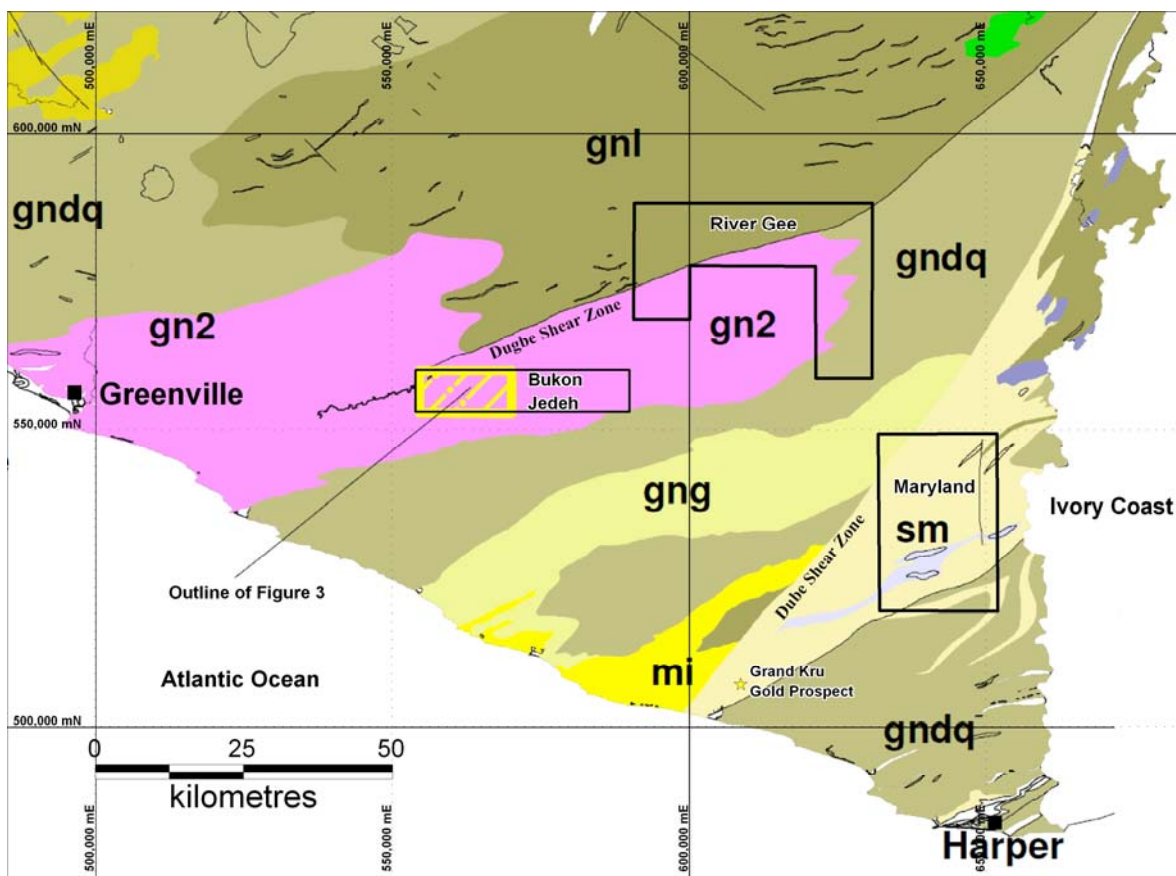 500,000 mE
550,000 mE
600,000 mE
650,000 mE
600,000 mN
gnl
gndq
River Gee
gndq
gn2
gn2
Dugbe Shear Zone
Greenville
Bukon
Jedeh
550,000 mN
gng
Maryland
Ivory Coast
sm
Outline of Figure 3
Dube Shear Zone
Atlantic Ocean
mi
Grand Kru
Gold Prospect
500,000 mN
gndq
0 25 50
kilometres
500,000 mE
550,000 mE
600,000 mE
650,000 mE
Harper